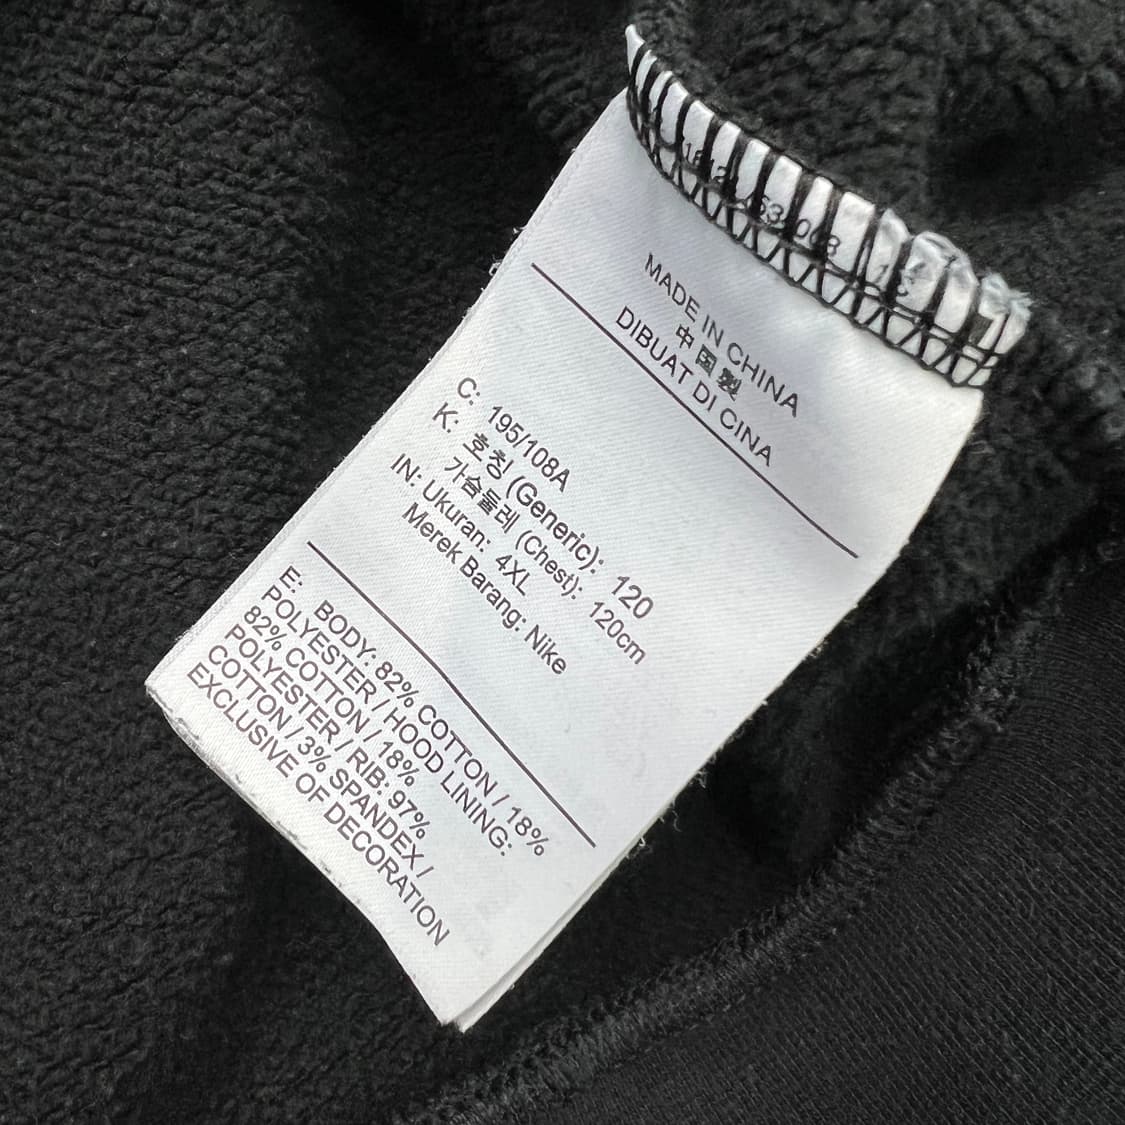 MADE IN CHINA
中国製
DIBUAT DI CINA
C: 195/108A
K: 호칭 (Generic): 120
가슴둘레 (Chest): 120cm
IN: Ukuran: 4XL
Merek Barang: Nike
E: BODY: 82% COTTON / 18%
POLYESTER / HOOD LINING:
82% COTTON / 18%
POLYESTER / RIB: 97%
COTTON / 3% SPANDEX /
EXCLUSIVE OF DECORATION